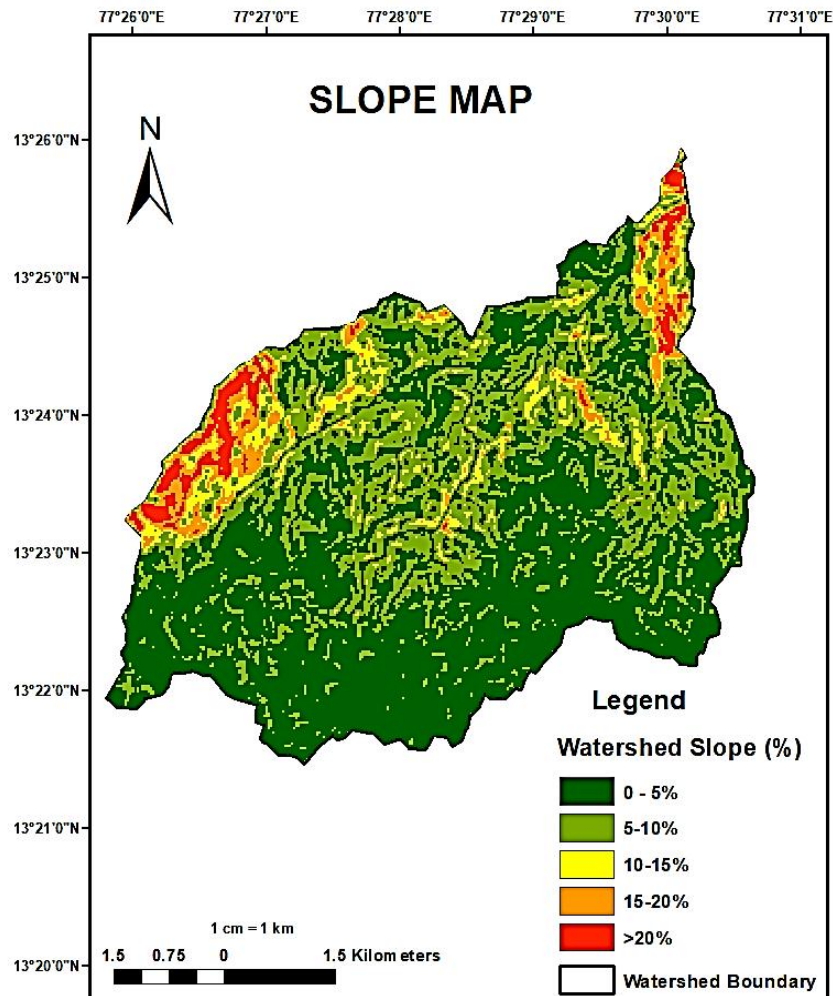 77°26'0"E 77°27'0"E 77°28'0"E 77°29'0"E 77°30'0"E 77°31'0"E
SLOPE MAP
N
13°26'0"N
13°25'0"N
13°24'0"N
13°23'0"N
13°22'0"N
13°21'0"N
13°20'0"N
Legend
Watershed Slope (%)
0 - 5%
5-10%
10-15%
15-20%
>20%
Watershed Boundary
1 cm = 1 km
1.5 0.75 0 1.5 Kilometers